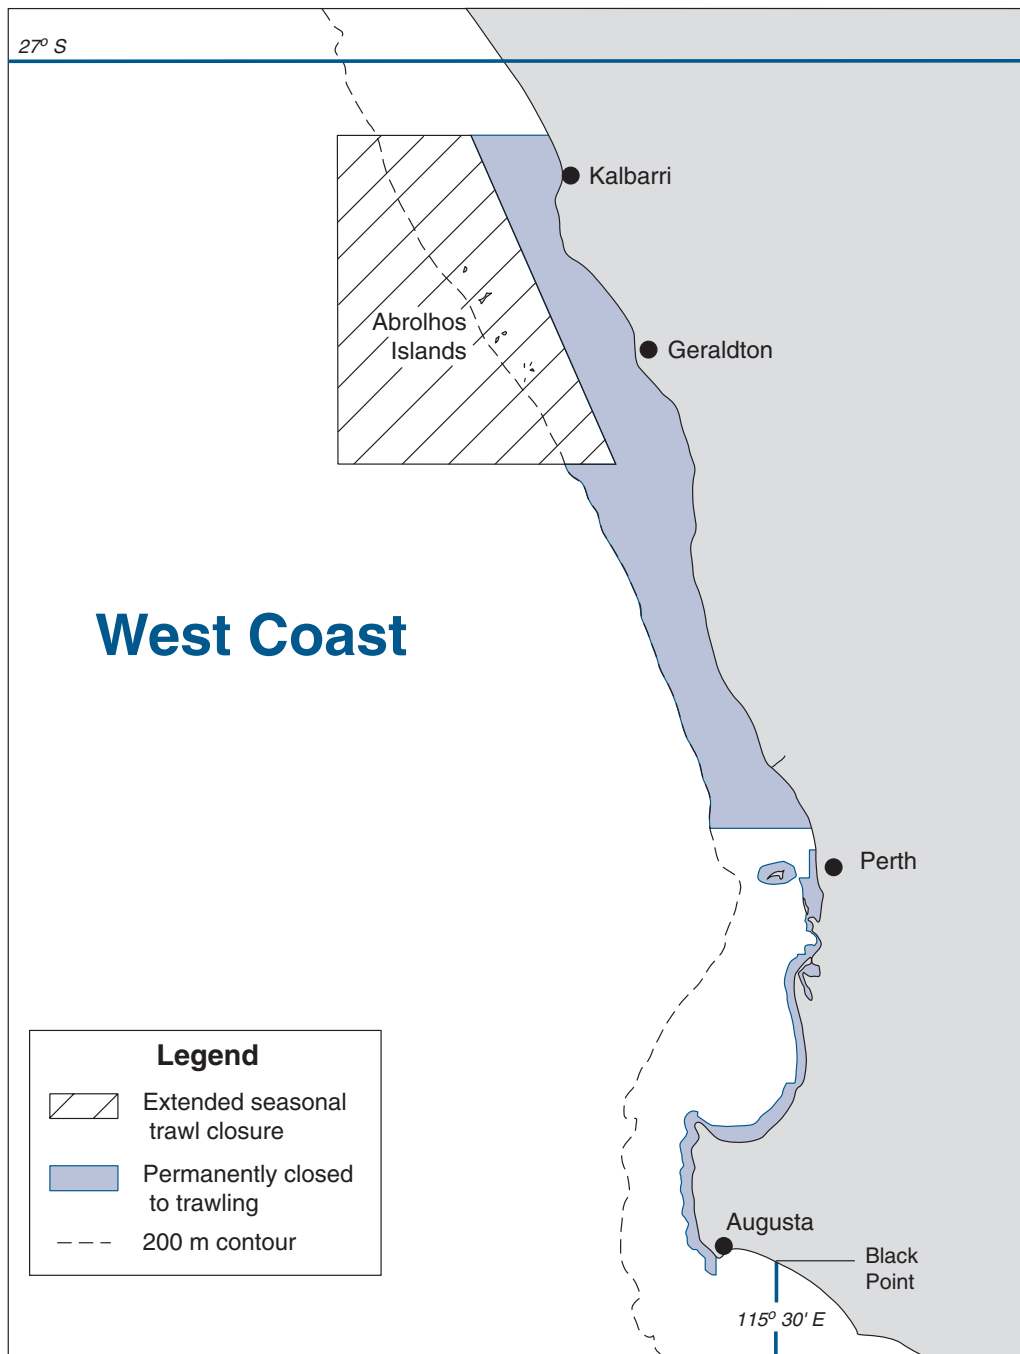 27° S
Kalbarri
Abrolhos
Islands
Geraldton
West Coast
Perth
Legend
Extended seasonal
trawl closure
Permanently closed
to trawling
200 m contour
Augusta
Black
Point
115° 30' E